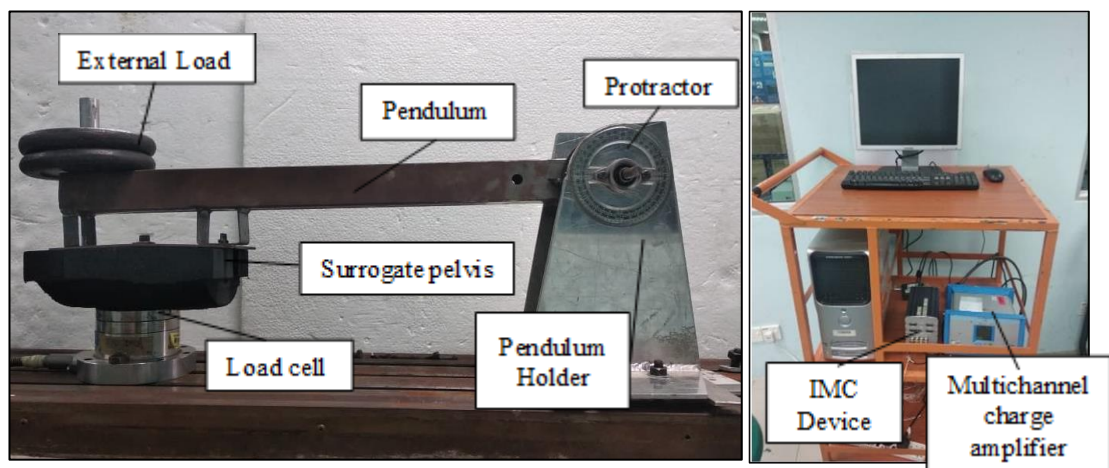 External Load
Pendulum
Protractor
Surrogate pelvis
Load cell
Pendulum
Holder
IMC
Device
Multichannel
charge
amplifier